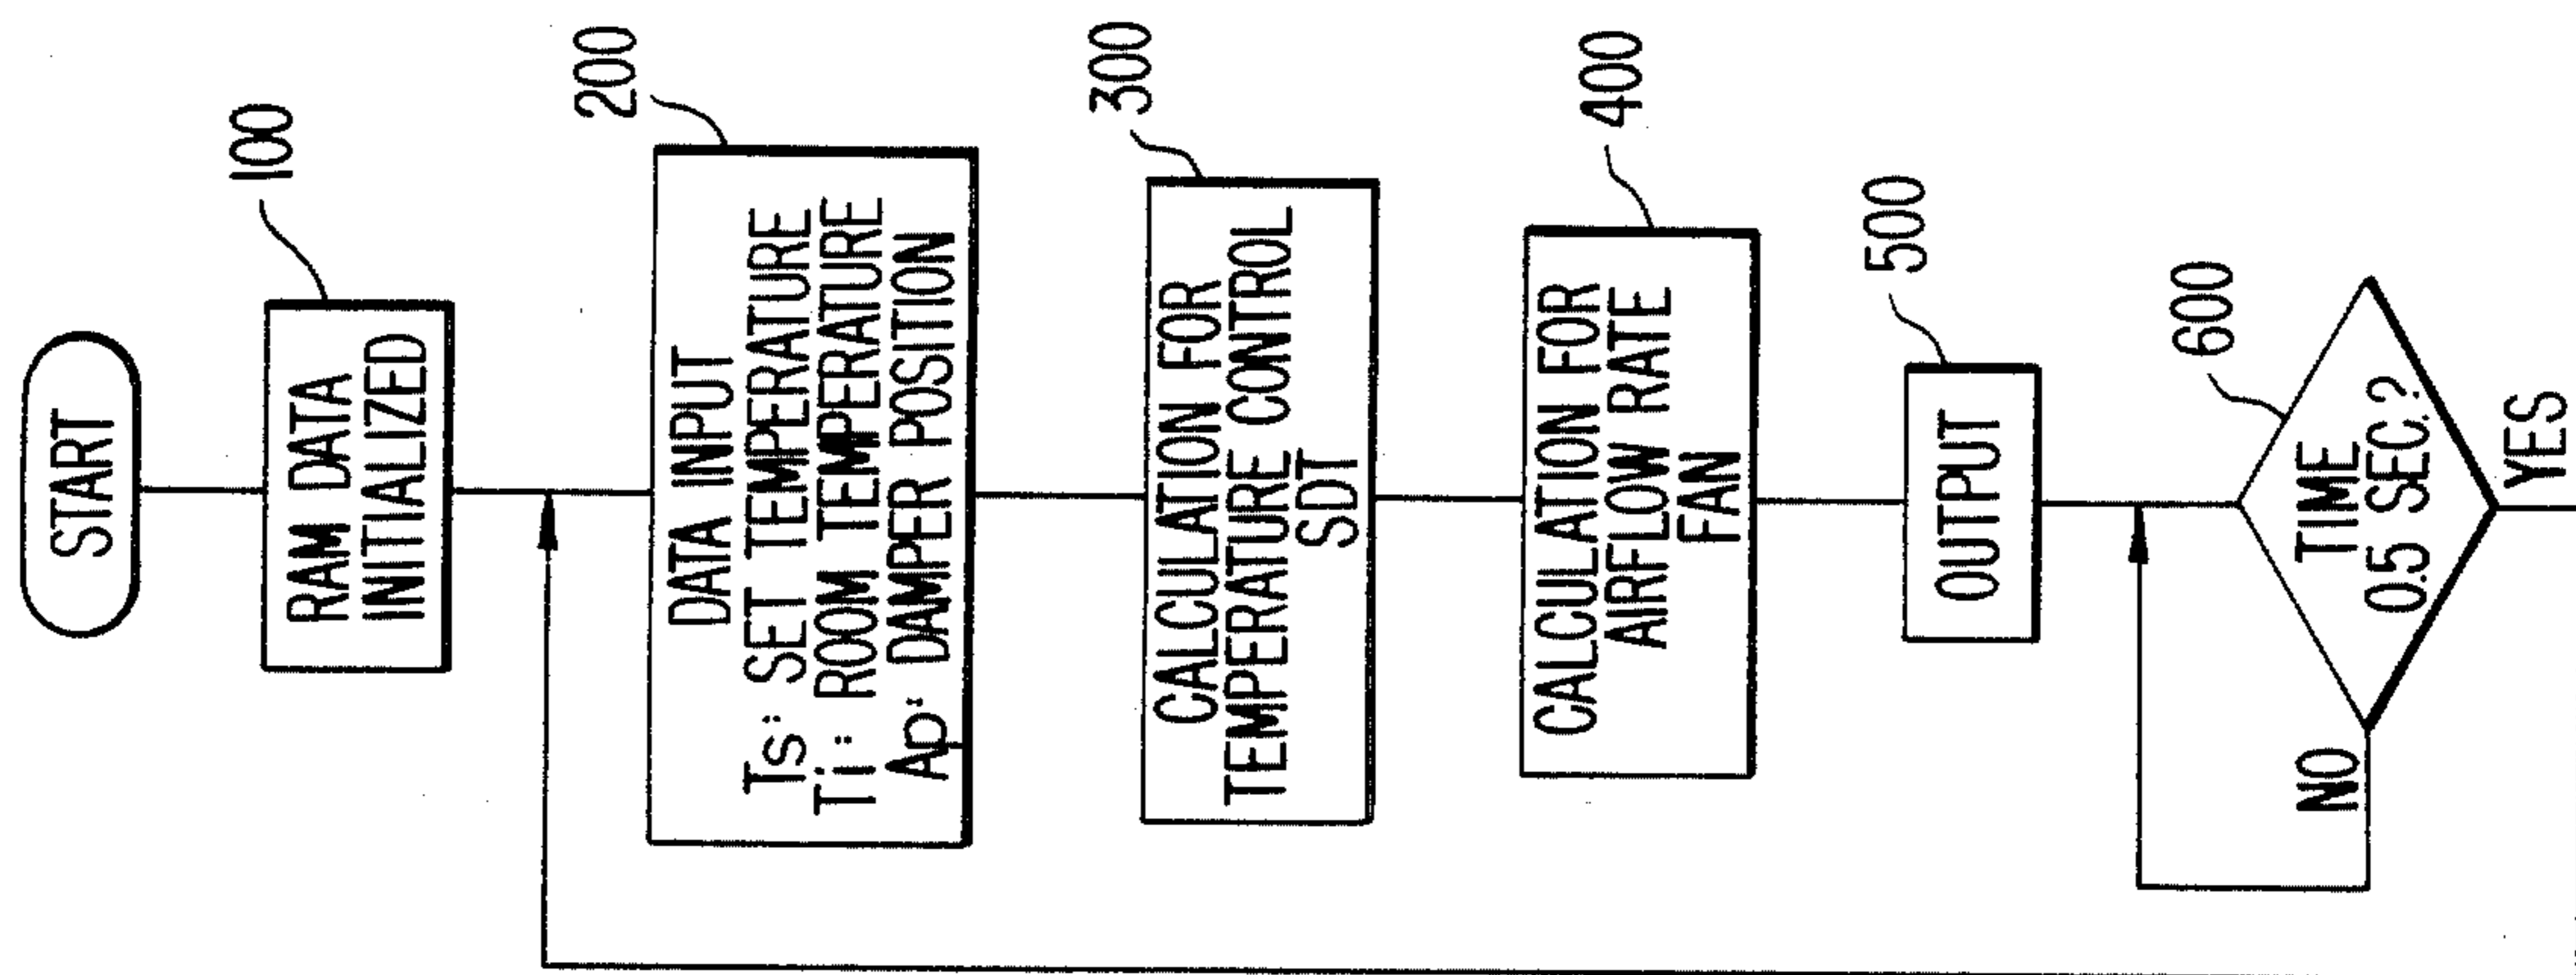 START
100
RAM DATA
INITIALIZED
200
DATA INPUT
Ts: SET TEMPERATURE
Ti: ROOM TEMPERATURE
Ap: DAMPER POSITION
300
CALCULATION FOR
TEMPERATURE CONTROL
SDT
400
CALCULATION FOR
AIRFLOW RATE
FAN
500
OUTPUT
600
TIME
0.5 SEC.?
NO
YES